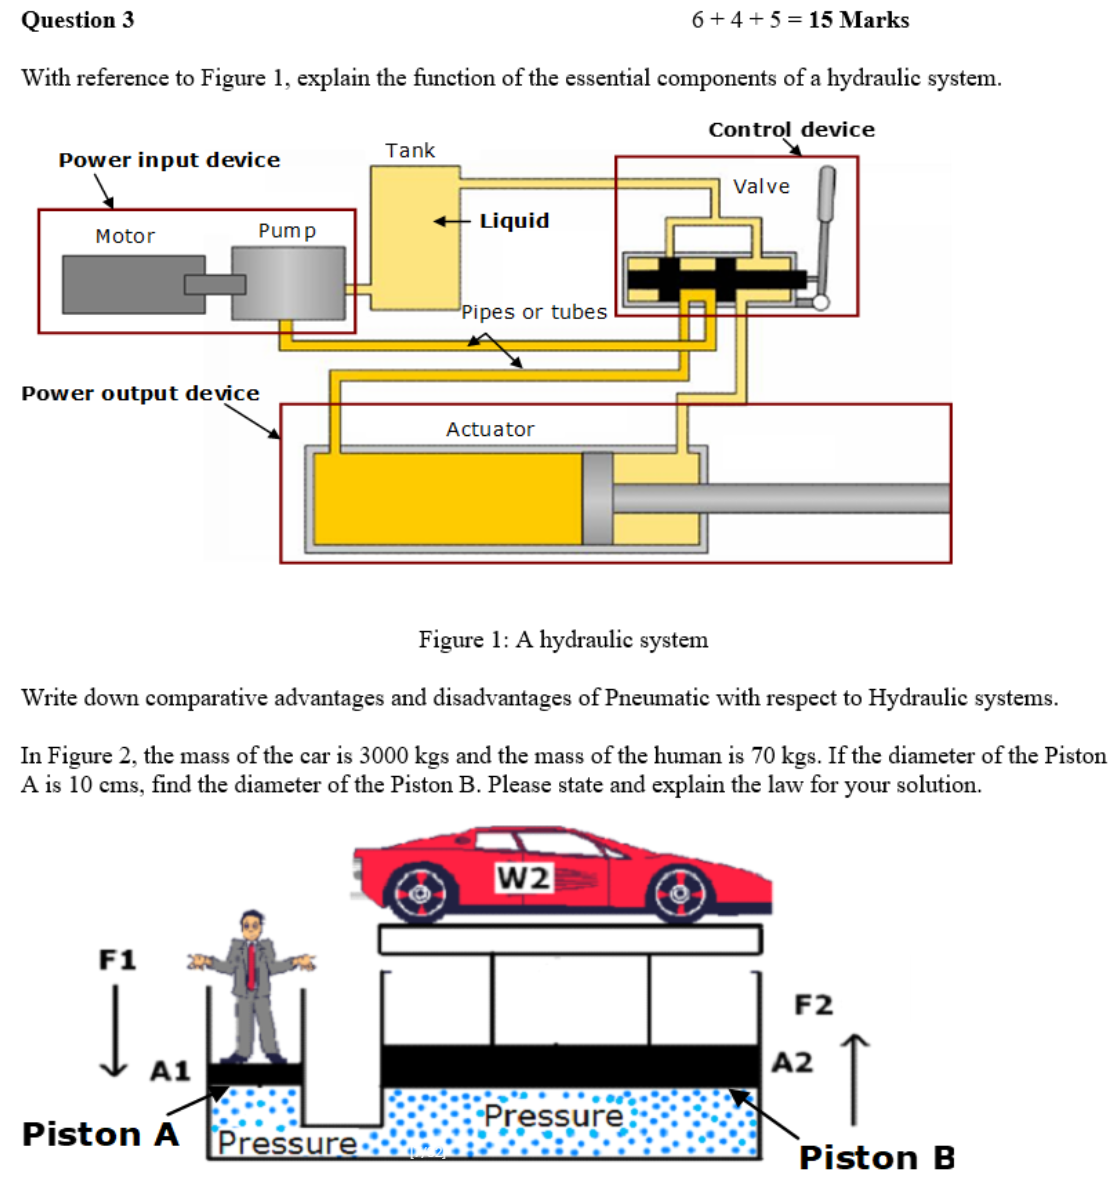 Question 3
6 + 4 + 5 = 15 Marks
With reference to Figure 1, explain the function of the essential components of a hydraulic system.
Control device
Power input device
Tank
Valve
Motor
Pump
Liquid
Pipes or tubes
Power output device
Actuator
Figure 1: A hydraulic system
Write down comparative advantages and disadvantages of Pneumatic with respect to Hydraulic systems.
In Figure 2, the mass of the car is 3000 kgs and the mass of the human is 70 kgs. If the diameter of the Piston
A is 10 cms, find the diameter of the Piston B. Please state and explain the law for your solution.
W2
F1
F2
A1
A2
Pressure
Piston A
Pressure
Piston B